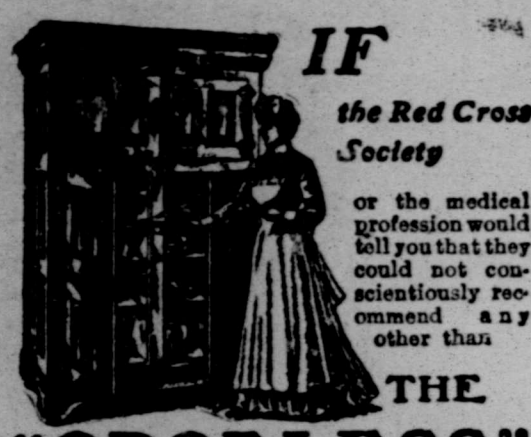 IF
the Red Cross
Society
or the medical
profession would
tell you that they
could not con-
scientiously rec-
ommend any
other than
THE